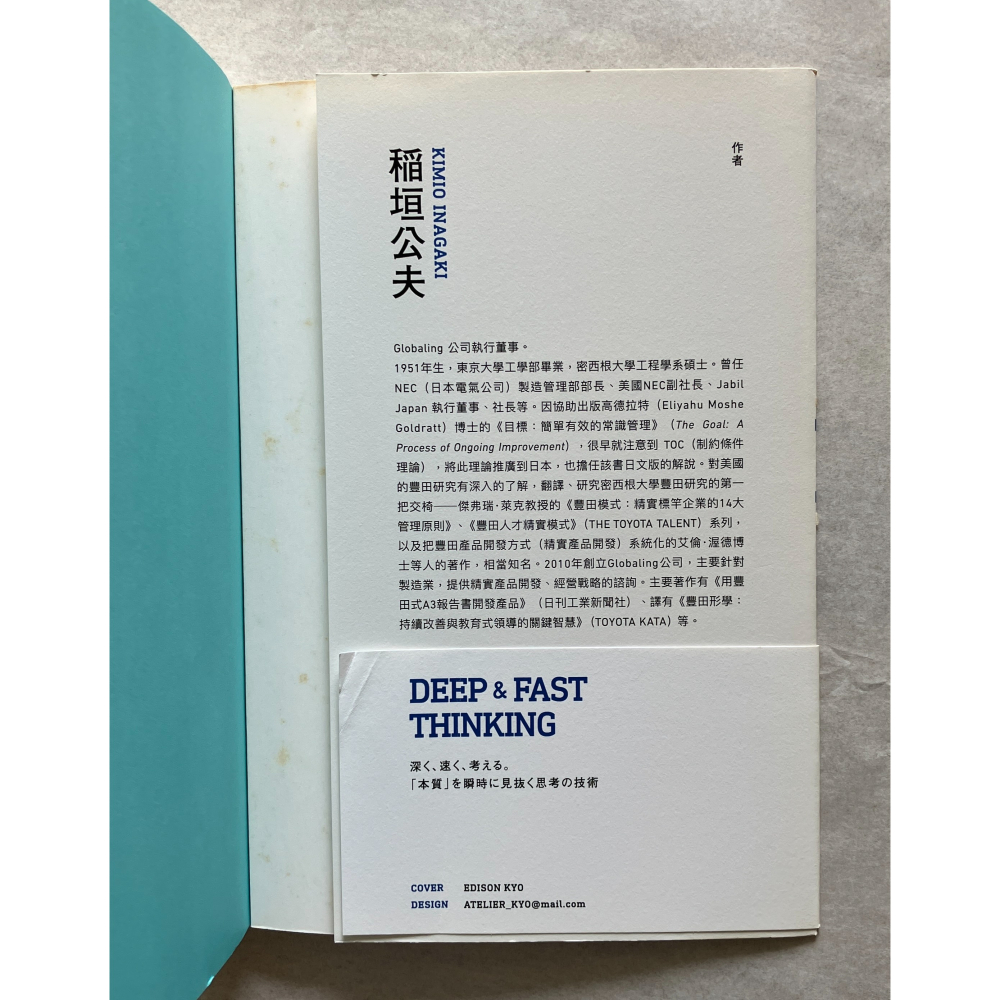 作者
KIMIO INAGAKI
稲垣公夫
Globaling 公司執行董事。
1951年生，東京大學工學部畢業，密西根大學工程學系碩士。曾任
NEC（日本電氣公司）製造管理部部長、美國NEC副社長、Jabil
Japan 執行董事、社長等。因協助出版高德拉特（Eliyahu Moshe
Goldratt）博士的《目標：簡單有效的常識管理》（The Goal: A
Process of Ongoing Improvement），很早就注意到 TOC（制約條件
理論），將此理論推廣到日本，也擔任該書日文版的解說。對美國
的豐田研究有深入的了解，翻譯、研究密西根大學豐田研究的第一
把交椅——傑弗瑞·萊克教授的《豐田模式：精實標竿企業的14大
管理原則》、《豐田人才精實模式》（THE TOYOTA TALENT）系列，
以及把豐田產品開發方式（精實產品開發）系統化的艾倫·渥德博
士等人的著作，相當知名。2010年創立Globaling公司，主要針對
製造業，提供精實產品開發、經營戰略的諮詢。主要著作有《用豐
田式A3報告書開發產品》（日刊工業新聞社）、譯有《豐田形學：
持續改善與教育式領導的關鍵智慧》（TOYOTA KATA）等。
DEEP & FAST
THINKING
深く、速く、考える。
「本質」を瞬時に見抜く思考の技術
COVER EDISON KYO
DESIGN ATELIER_KYO@mail.com